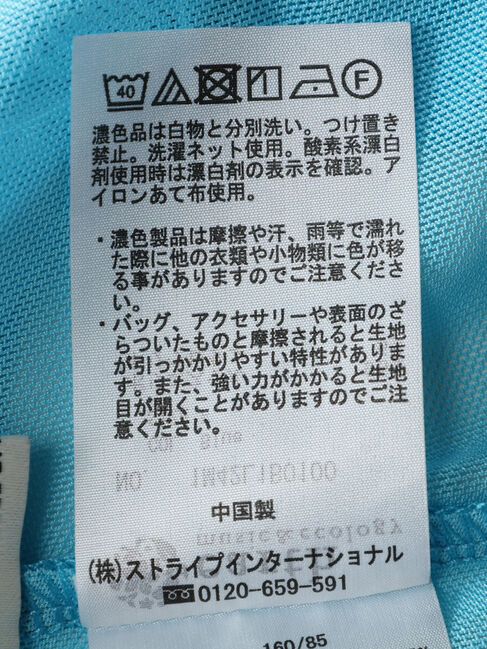 40 F
濃色品は白物と分別洗い。つけ置き
禁止。洗濯ネット使用。酸素系漂白
剤使用時は漂白剤の表示を確認。ア
イロンあて布使用。
・濃色製品は摩擦や汗、雨等で濡れ
た際に他の衣類や小物類に色が移
る事がありますのでご注意くださ
い。
・バッグ、アクセサリーや表面のざ
らついたものと摩擦されると生地
が引っかかりやすい特性がありま
す。また、強い力がかかると生地
目が開くことがありますのでご注
意ください。
COL Blue
NO. 1M42L1B0100
中国製
music&ecology
earth
(株)ストライプインターナショナル
☎0120-659-591
160/85